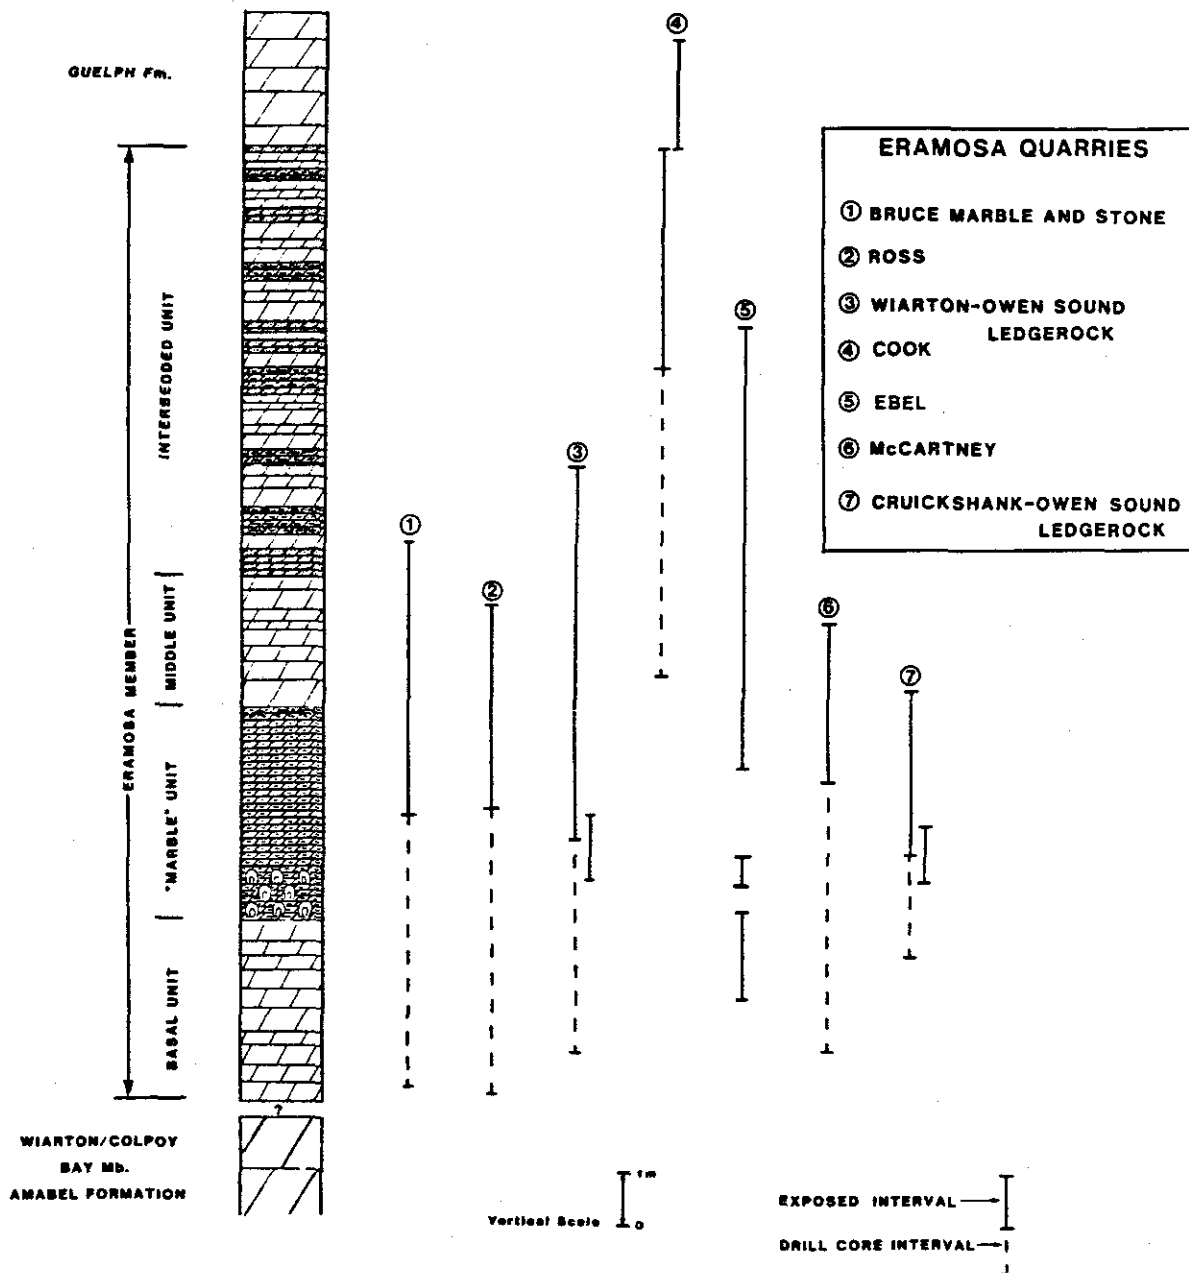 GUELPH Fm.
ERAMOSA MEMBER
INTERBEDDED UNIT
MIDDLE UNIT
"MARBLE" UNIT
BASAL UNIT
?
WIARTON/COLPOY
BAY Mb.
AMABEL FORMATION
①
②
③
④
⑤
⑥
⑦
ERAMOSA QUARRIES
① BRUCE MARBLE AND STONE
② ROSS
③ WIARTON-OWEN SOUND
LEDGEROCK
④ COOK
⑤ EBEL
⑥ McCARTNEY
⑦ CRUICKSHANK-OWEN SOUND
LEDGEROCK
1m
Vertical Scale
0
EXPOSED INTERVAL
DRILL CORE INTERVAL